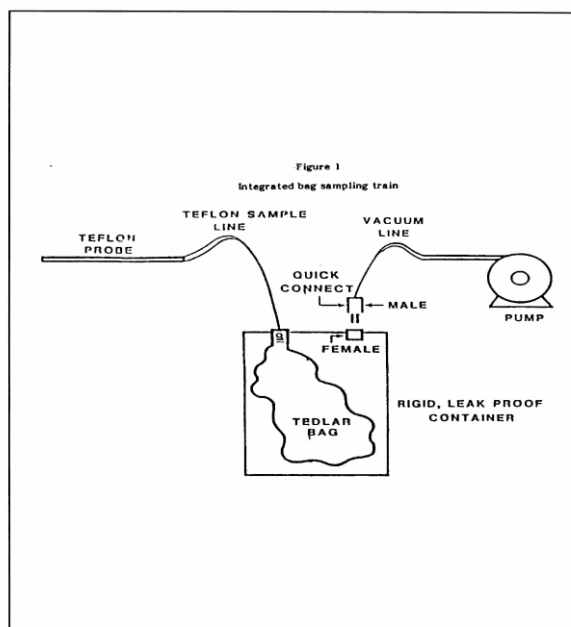 Figure 1
Integrated bag sampling train
TEFLON SAMPLE
LINE
VACUUM
LINE
TEFLON
PROBE
QUICK
CONNECT
MALE
PUMP
FEMALE
RIGID, LEAK PROOF
CONTAINER
TEDLAR
BAG